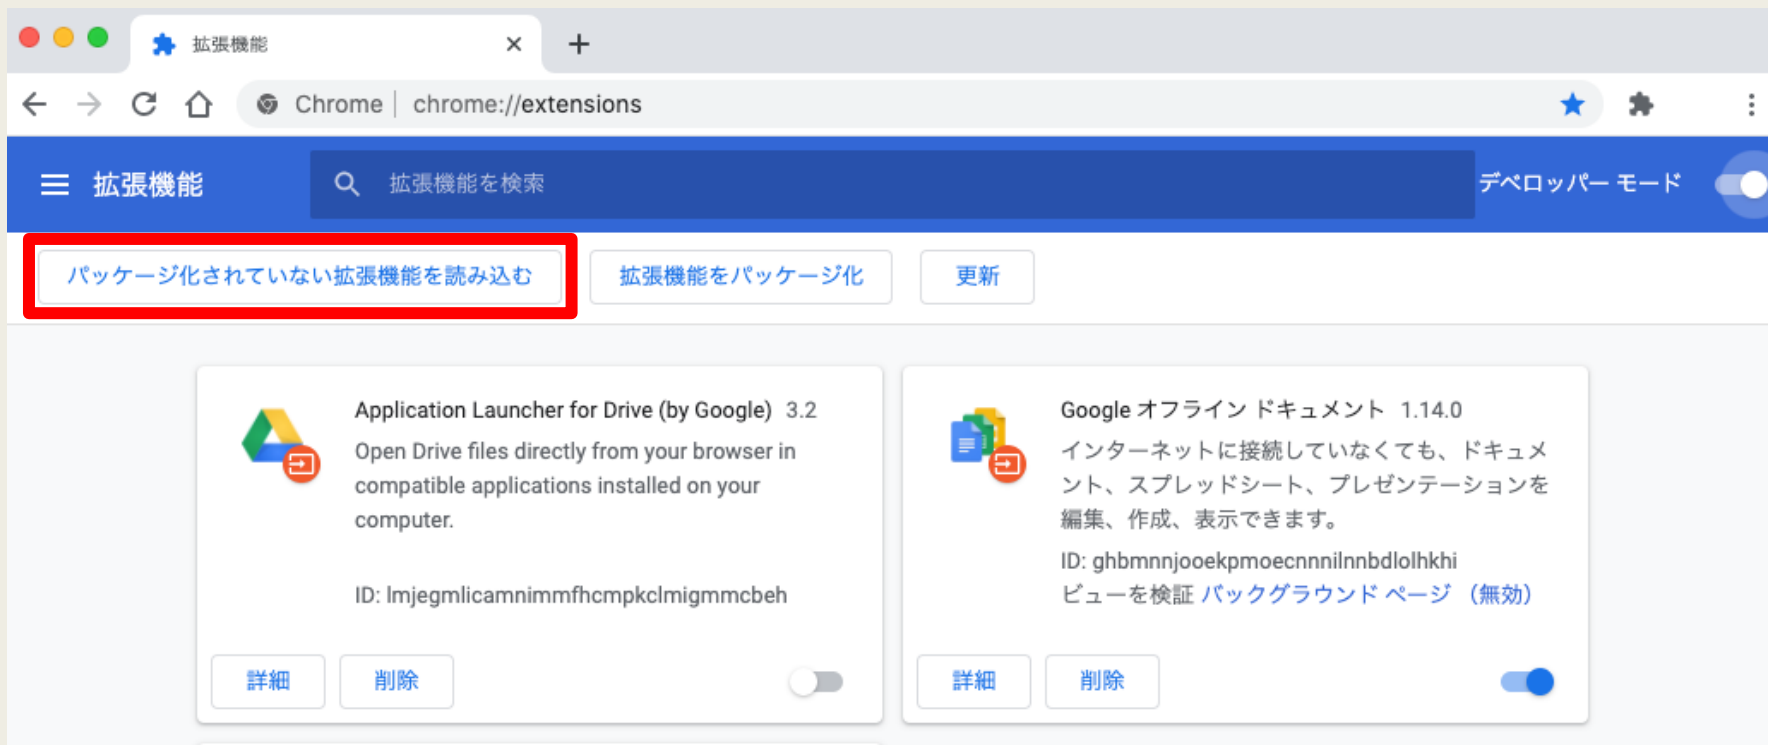 拡張機能
Chrome chrome://extensions
拡張機能
拡張機能を検索
デベロッパー モード
パッケージ化されていない拡張機能を読み込む
拡張機能をパッケージ化
更新
Application Launcher for Drive (by Google) 3.2
Open Drive files directly from your browser in
compatible applications installed on your
computer.
ID: lmjegmlicamnimmfhcmpkclmigmmcbeh
詳細
削除
Google オフライン ドキュメント 1.14.0
インターネットに接続していなくても、ドキュメ
ント、スプレッドシート、プレゼンテーションを
編集、作成、表示できます。
ID: ghbmnnjooekpmoecnnnilnnbdlolhkhi
ビューを検証 バックグラウンド ページ （無効）
詳細
削除